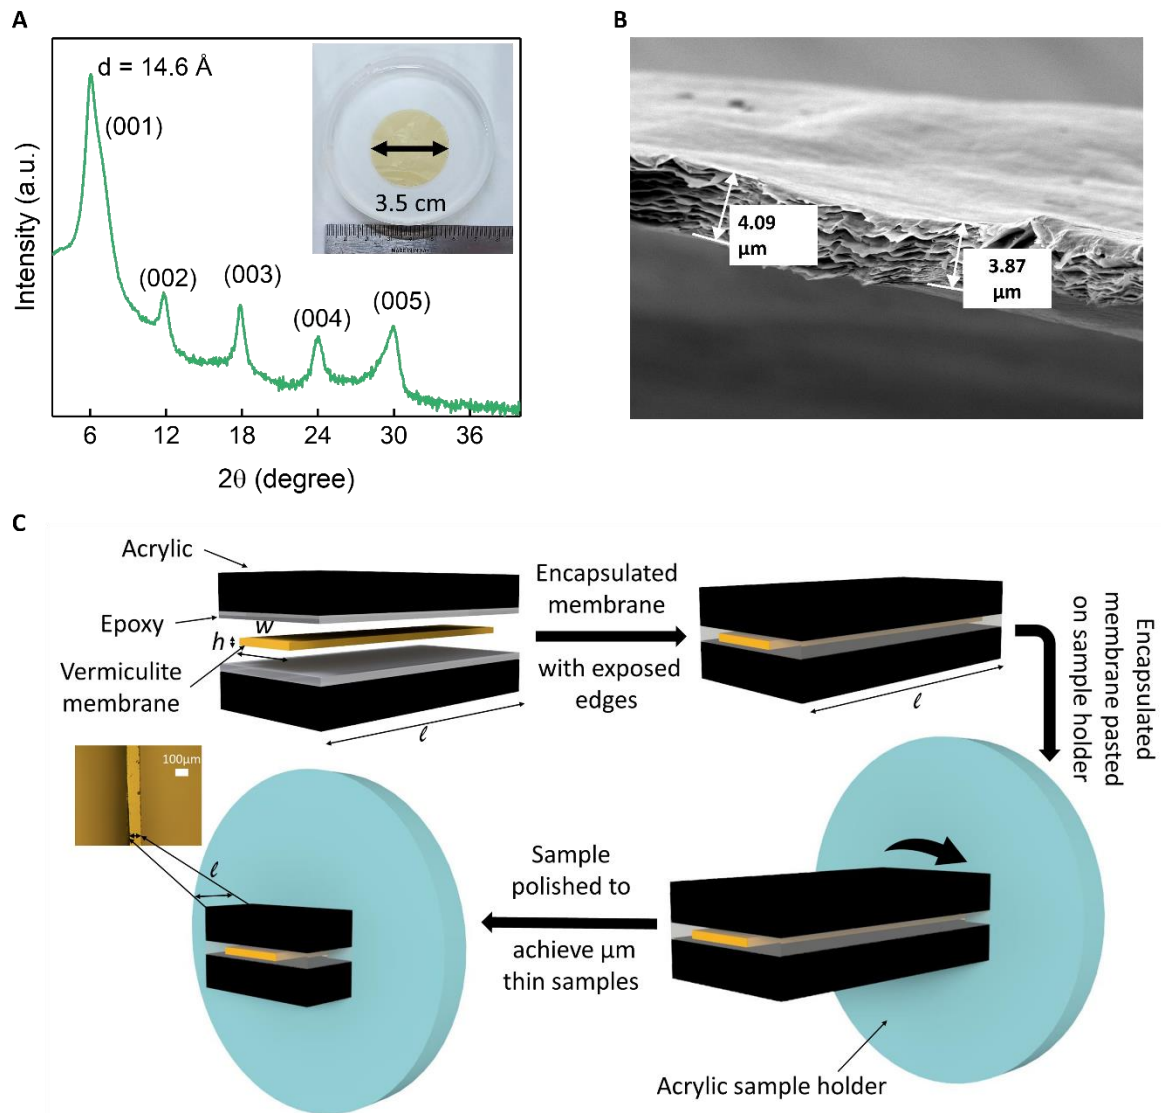 A
d = 14.6 Å
(001)
(002)
(003)
(004)
(005)
3.5 cm
Intensity (a.u.)
6 12 18 24 30 36
2θ (degree)
B
4.09
µm
3.87
µm
C
Acrylic
Epoxy
w
h
Vermiculite
membrane
ℓ
Encapsulated
membrane
with exposed
edges
ℓ
Encapsulated
membrane pasted
on sample holder
100µm
ℓ
Sample
polished to
achieve µm
thin samples
Acrylic sample holder